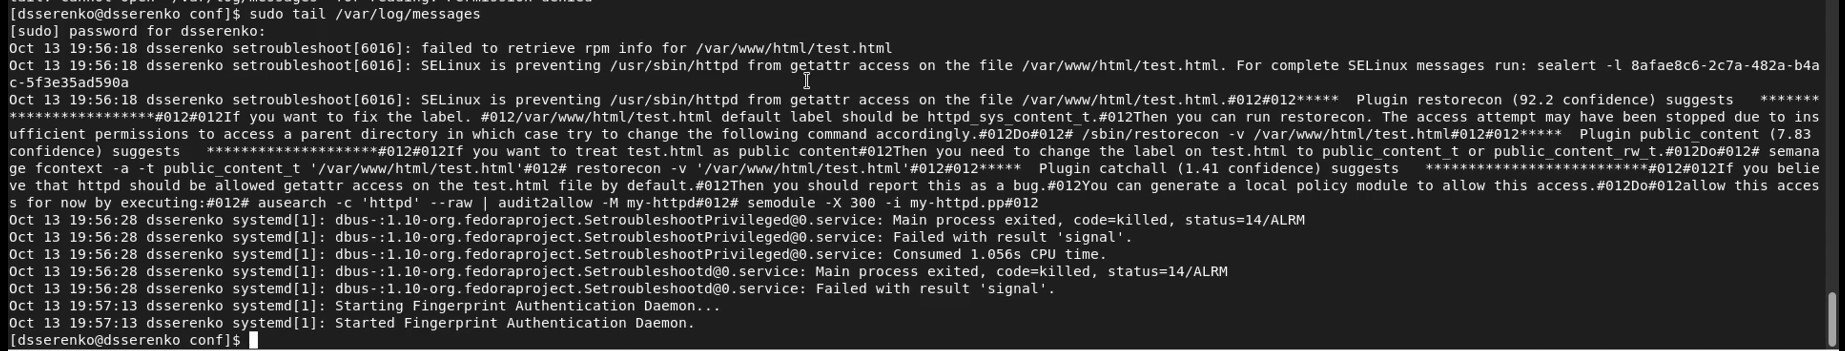 [dsserenko@dsserenko conf]$ sudo tail /var/log/messages
[sudo] password for dsserenko:
Oct 13 19:56:18 dsserenko setroubleshoot[6016]: failed to retrieve rpm info for /var/www/html/test.html
Oct 13 19:56:18 dsserenko setroubleshoot[6016]: SELinux is preventing /usr/sbin/httpd from getattr access on the file /var/www/html/test.html. For complete SELinux messages run: sealert -l 8afae8c6-2c7a-482a-b4a
c-5f3e35ad590a
Oct 13 19:56:18 dsserenko setroubleshoot[6016]: SELinux is preventing /usr/sbin/httpd from getattr access on the file /var/www/html/test.html.#012#012*****  Plugin restorecon (92.2 confidence) suggests   *******
*****************#012#012If you want to fix the label. #012/var/www/html/test.html default label should be httpd_sys_content_t.#012Then you can run restorecon. The access attempt may have been stopped due to ins
ufficient permissions to access a parent directory in which case try to change the following command accordingly.#012Do#012# /sbin/restorecon -v /var/www/html/test.html#012#012*****  Plugin public_content (7.83
confidence) suggests   ********************#012#012If you want to treat test.html as public content#012Then you need to change the label on test.html to public_content_t or public_content_rw_t.#012Do#012# semana
ge fcontext -a -t public_content_t '/var/www/html/test.html'#012# restorecon -v '/var/www/html/test.html'#012#012*****  Plugin catchall (1.41 confidence) suggests   **************************#012#012If you belie
ve that httpd should be allowed getattr access on the test.html file by default.#012Then you should report this as a bug.#012You can generate a local policy module to allow this access.#012Do#012allow this acces
s for now by executing:#012# ausearch -c 'httpd' --raw | audit2allow -M my-httpd#012# semodule -X 300 -i my-httpd.pp#012
Oct 13 19:56:28 dsserenko systemd[1]: dbus-:1.10-org.fedoraproject.SetroubleshootPrivileged@0.service: Main process exited, code=killed, status=14/ALRM
Oct 13 19:56:28 dsserenko systemd[1]: dbus-:1.10-org.fedoraproject.SetroubleshootPrivileged@0.service: Failed with result 'signal'.
Oct 13 19:56:28 dsserenko systemd[1]: dbus-:1.10-org.fedoraproject.SetroubleshootPrivileged@0.service: Consumed 1.056s CPU time.
Oct 13 19:56:28 dsserenko systemd[1]: dbus-:1.10-org.fedoraproject.Setroubleshootd@0.service: Main process exited, code=killed, status=14/ALRM
Oct 13 19:56:28 dsserenko systemd[1]: dbus-:1.10-org.fedoraproject.Setroubleshootd@0.service: Failed with result 'signal'.
Oct 13 19:57:13 dsserenko systemd[1]: Starting Fingerprint Authentication Daemon...
Oct 13 19:57:13 dsserenko systemd[1]: Started Fingerprint Authentication Daemon.
[dsserenko@dsserenko conf]$